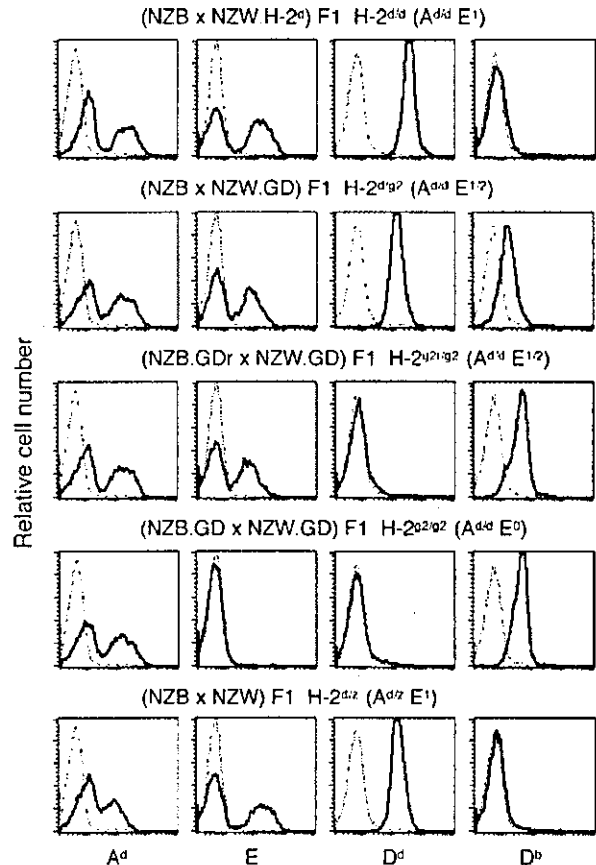 (NZB x NZW.H-2ᵈ) F1 H-2ᵈ/ᵈ (Aᵈ/ᵈ E¹)
(NZB x NZW.GD) F1 H-2ᵈ/ᵍ² (Aᵈ/ᵈ E¹/²)
(NZB.GDr x NZW.GD) F1 H-2ᵍ²ʳ/ᵍ² (Aᵈ/ᵈ E¹/²)
(NZB.GD x NZW.GD) F1 H-2ᵍ²/ᵍ² (Aᵈ/ᵈ E⁰)
(NZB x NZW) F1 H-2ᵈ/ᶻ (Aᵈ/ᶻ E¹)
Relative cell number
Aᵈ E Dᵈ Dᵇ